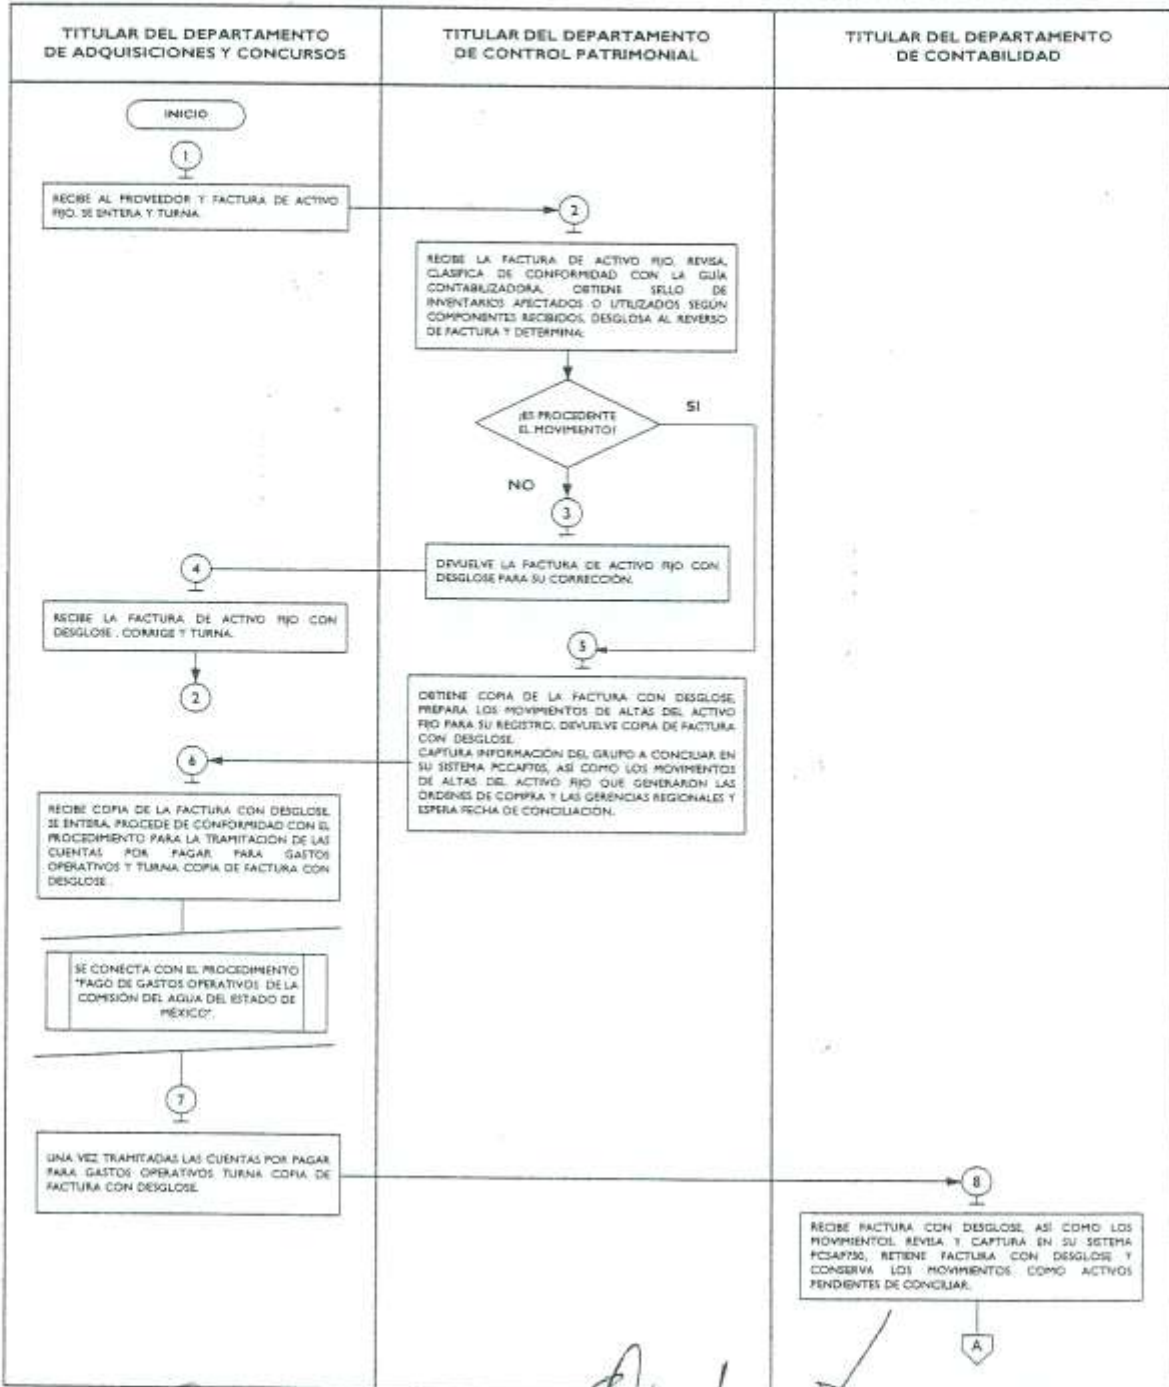 TITULAR DEL DEPARTAMENTO
DE ADQUISICIONES Y CONCURSOS
TITULAR DEL DEPARTAMENTO
DE CONTROL PATRIMONIAL
TITULAR DEL DEPARTAMENTO
DE CONTABILIDAD
INICIO
1
RECIBE AL PROVEEDOR Y FACTURA DE ACTIVO
FIJO, SE ENTERA Y TURNA.
2
RECIBE LA FACTURA DE ACTIVO FIJO, REVISA,
CLASIFICA DE CONFORMIDAD CON LA GUÍA
CONTABILIZADORA, OBTIENE SELLO DE
INVENTARIOS AFECTADOS O UTILIZADOS SEGÚN
COMPONENTES RECIBIDOS, DESGLOSA AL REVERSO
DE FACTURA Y DETERMINA:
¿ES PROCEDENTE
EL MOVIMIENTO?
SI
NO
3
DEVUELVE LA FACTURA DE ACTIVO FIJO CON
DESGLOSE PARA SU CORRECCIÓN.
4
RECIBE LA FACTURA DE ACTIVO FIJO CON
DESGLOSE , CORRIGE Y TURNA.
2
5
OBTIENE COPIA DE LA FACTURA CON DESGLOSE,
PREPARA LOS MOVIMIENTOS DE ALTAS DEL ACTIVO
FIJO PARA SU REGISTRO, DEVUELVE COPIA DE FACTURA
CON DESGLOSE.
CAPTURA INFORMACIÓN DEL GRUPO A CONCILIAR EN
SU SISTEMA PCCAF705, ASÍ COMO LOS MOVIMIENTOS
DE ALTAS DEL ACTIVO FIJO QUE GENERARON LAS
ÓRDENES DE COMPRA Y LAS GERENCIAS REGIONALES Y
ESPERA FECHA DE CONCILIACIÓN.
6
RECIBE COPIA DE LA FACTURA CON DESGLOSE,
SE ENTERA, PROCEDE DE CONFORMIDAD CON EL
PROCEDIMIENTO PARA LA TRAMITACIÓN DE LAS
CUENTAS POR PAGAR PARA GASTOS
OPERATIVOS Y TURNA COPIA DE FACTURA CON
DESGLOSE .
SE CONECTA CON EL PROCEDIMIENTO
"PAGO DE GASTOS OPERATIVOS DE LA
COMISIÓN DEL AGUA DEL ESTADO DE
MÉXICO".
7
UNA VEZ TRAMITADAS LAS CUENTAS POR PAGAR
PARA GASTOS OPERATIVOS TURNA COPIA DE
FACTURA CON DESGLOSE.
8
RECIBE FACTURA CON DESGLOSE, ASÍ COMO LOS
MOVIMIENTOS, REVISA Y CAPTURA EN SU SISTEMA
PCSAF750, RETIENE FACTURA CON DESGLOSE Y
CONSERVA LOS MOVIMIENTOS COMO ACTIVOS
PENDIENTES DE CONCILIAR.
A